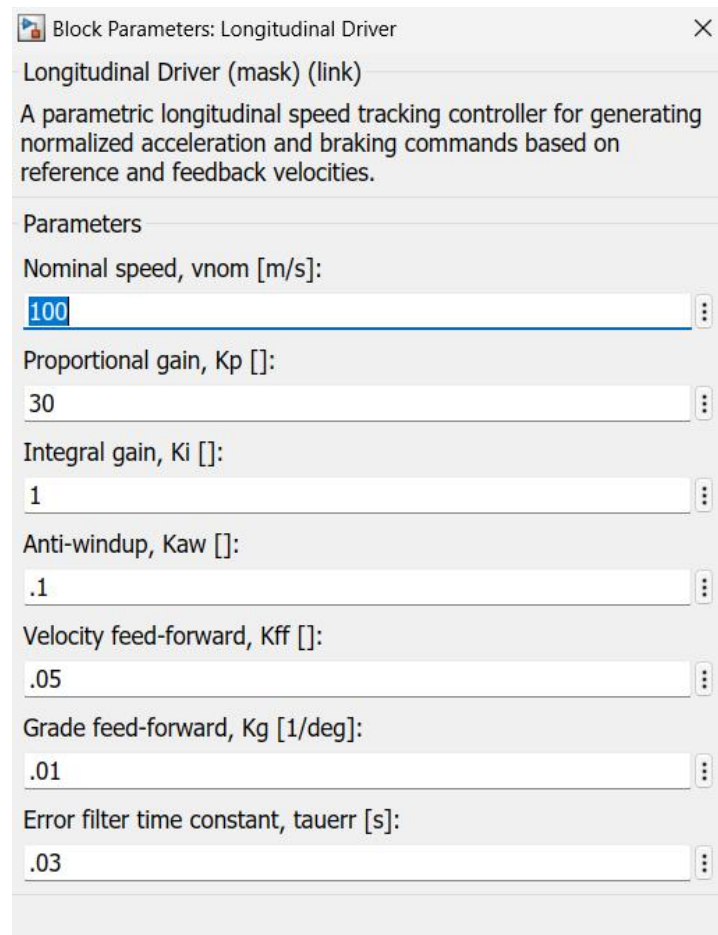 Block Parameters: Longitudinal Driver
Longitudinal Driver (mask) (link)
A parametric longitudinal speed tracking controller for generating
normalized acceleration and braking commands based on
reference and feedback velocities.
Parameters
Nominal speed, vnom [m/s]:
100
Proportional gain, Kp []:
30
Integral gain, Ki []:
1
Anti-windup, Kaw []:
.1
Velocity feed-forward, Kff []:
.05
Grade feed-forward, Kg [1/deg]:
.01
Error filter time constant, tauerr [s]:
.03